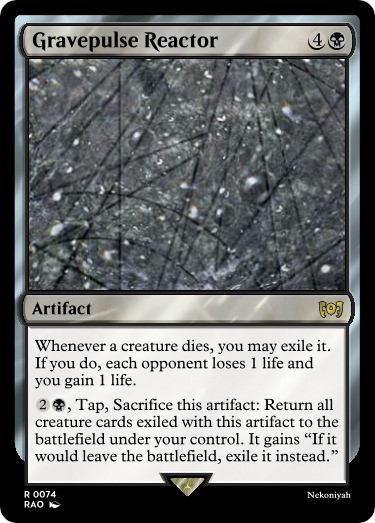 Gravepulse Reactor 4
Artifact
Whenever a creature dies, you may exile it.
If you do, each opponent loses 1 life and
you gain 1 life.
2, Tap, Sacrifice this artifact: Return all
creature cards exiled with this artifact to the
battlefield under your control. It gains “If it
would leave the battlefield, exile it instead.”
R 0074
RAO
Nekoniyah